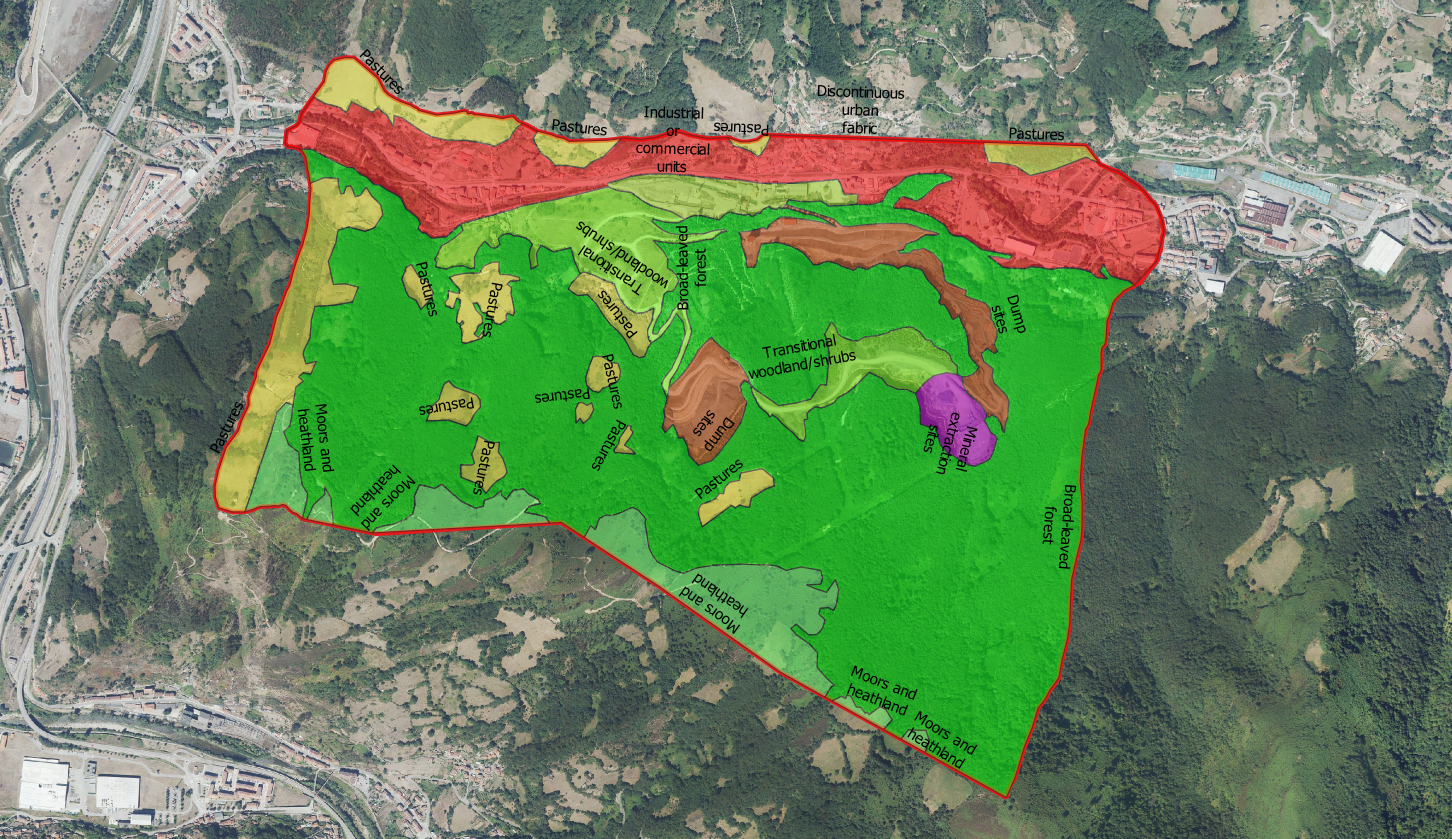 Pastures
Pastures
Industrial
or
commercial
units
Pastures
Discontinuous
urban
fabric
Pastures
Transitional
woodland/shrubs
Broad-leaved
forest
Pastures
Pastures
Pastures
Dump
sites
Transitional
woodland/shrubs
Pastures
Pastures
Pastures
Pastures
Moors and
heathland
Pastures
Dump
sites
Mineral
extraction
sites
Pastures
Pastures
Pastures
Moors and
heathland
Broad-leaved
forest
Moors and
heathland
Moors and
heathland
Moors and
heathland